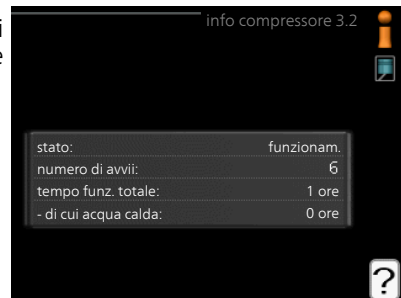 i
e
info compressore 3.2
stato: funzionam.
numero di avvii: 6
tempo funz. totale: 1 ore
- di cui acqua calda: 0 ore
?